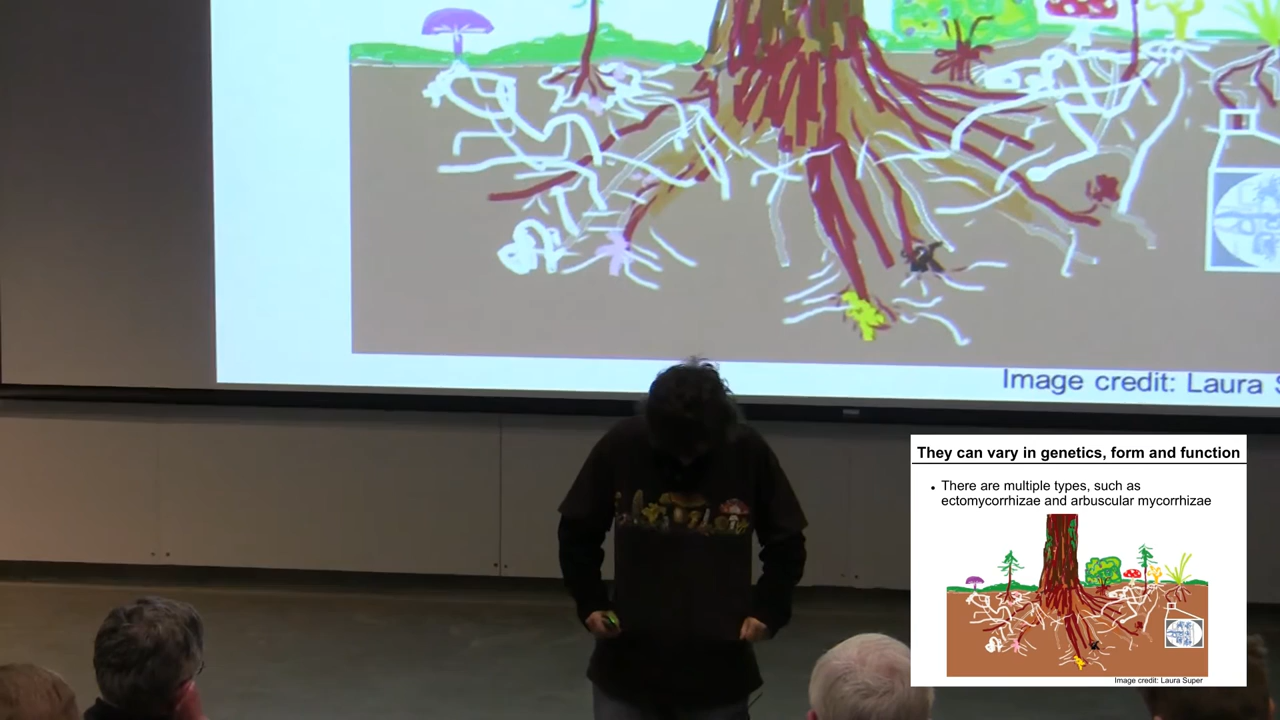 Image credit: Laura
They can vary in genetics, form and function
• There are multiple types, such as
ectomycorrhizae and arbuscular mycorrhizae
Image credit: Laura Super